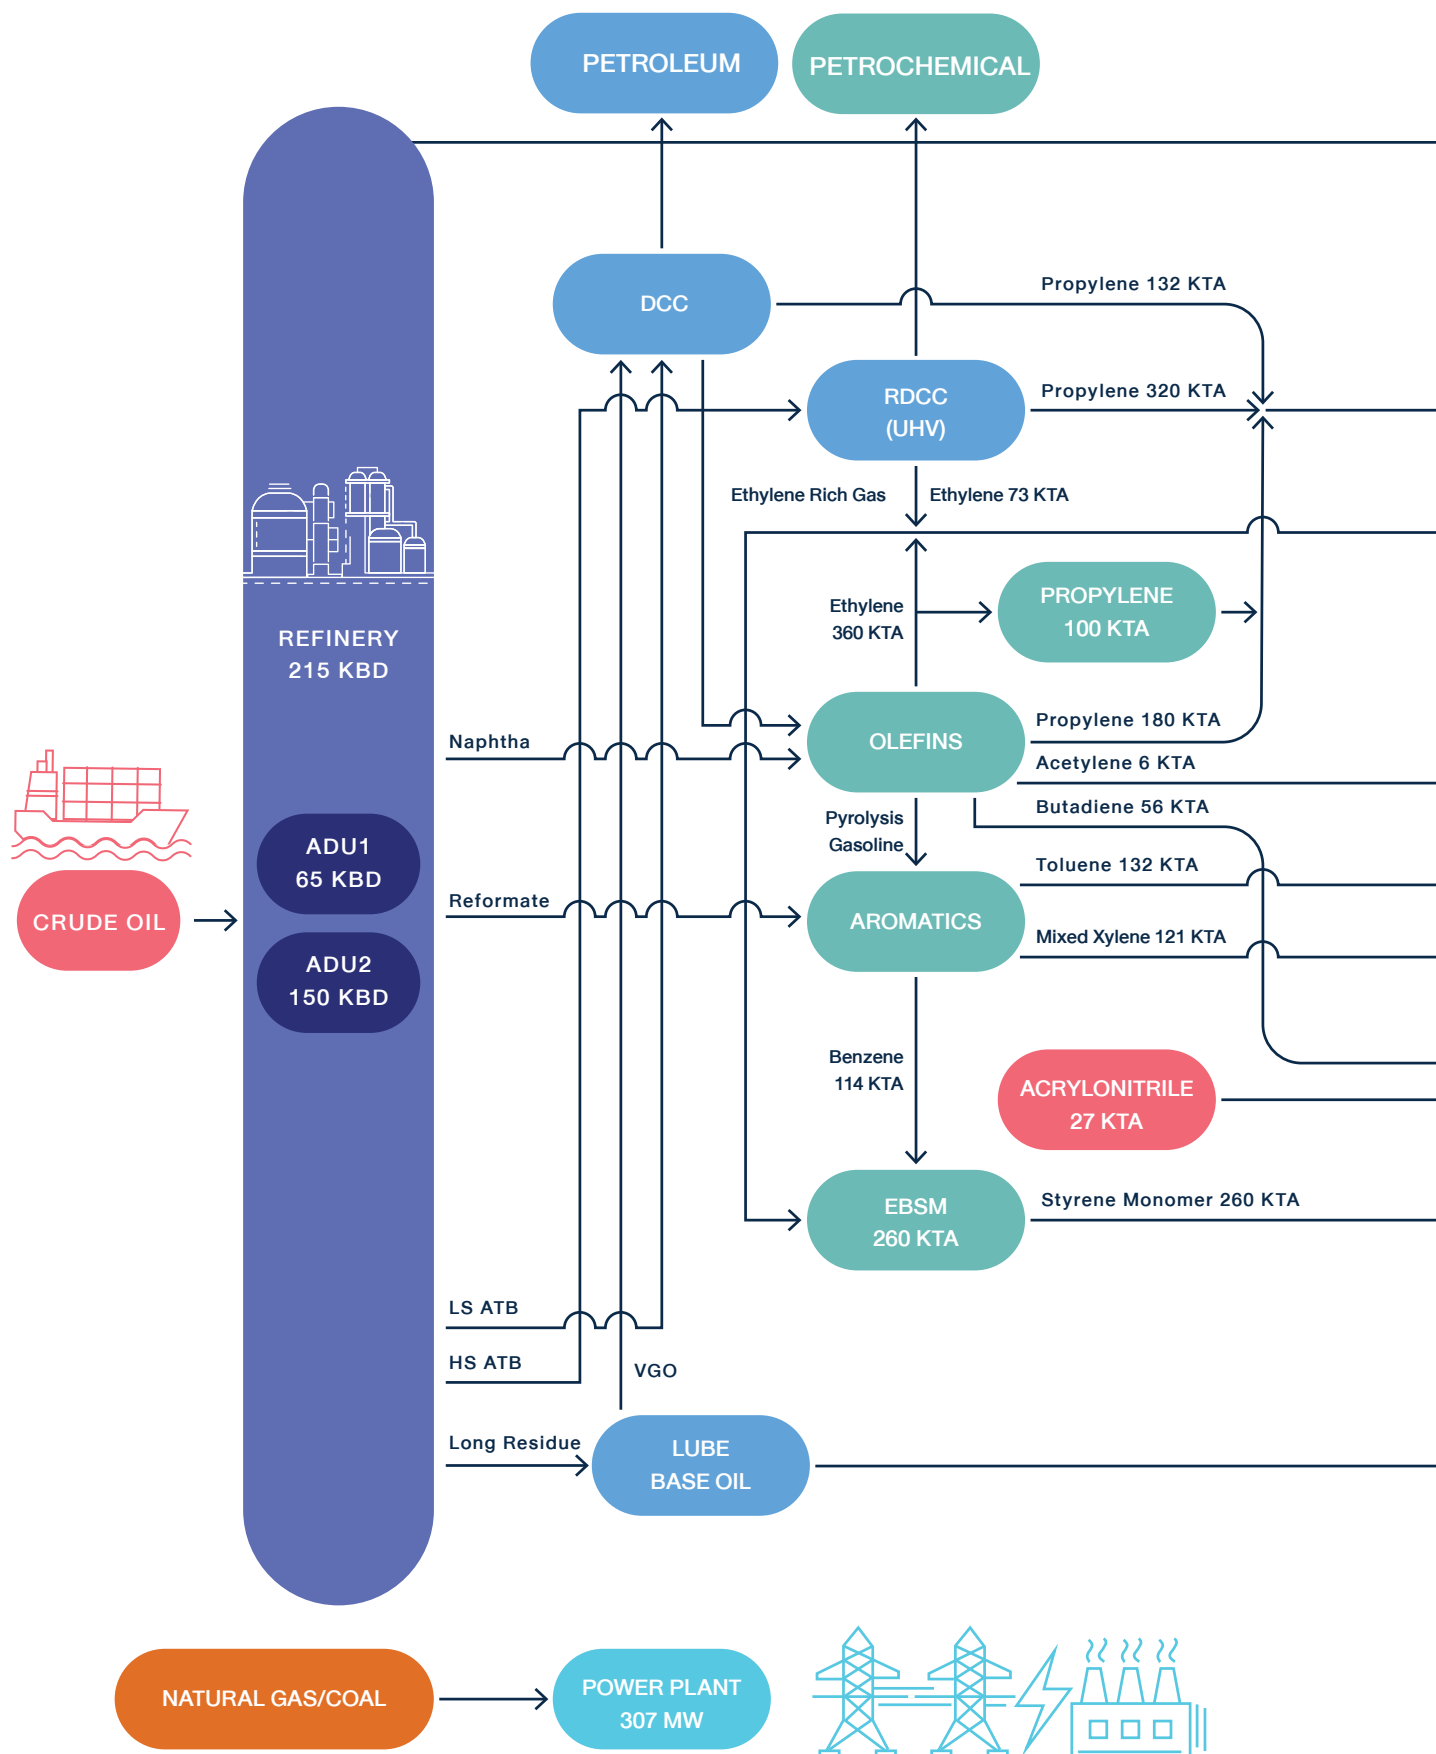 PETROLEUM
PETROCHEMICAL
DCC
Propylene 132 KTA
RDCC
(UHV)
Propylene 320 KTA
Ethylene Rich Gas
Ethylene 73 KTA
Ethylene
360 KTA
PROPYLENE
100 KTA
REFINERY
215 KBD
Naphtha
OLEFINS
Propylene 180 KTA
Acetylene 6 KTA
Butadiene 56 KTA
Pyrolysis
Gasoline
ADU1
65 KBD
Toluene 132 KTA
Reformate
AROMATICS
CRUDE OIL
Mixed Xylene 121 KTA
ADU2
150 KBD
Benzene
114 KTA
ACRYLONITRILE
27 KTA
EBSM
260 KTA
Styrene Monomer 260 KTA
LS ATB
HS ATB
VGO
Long Residue
LUBE
BASE OIL
NATURAL GAS/COAL
POWER PLANT
307 MW